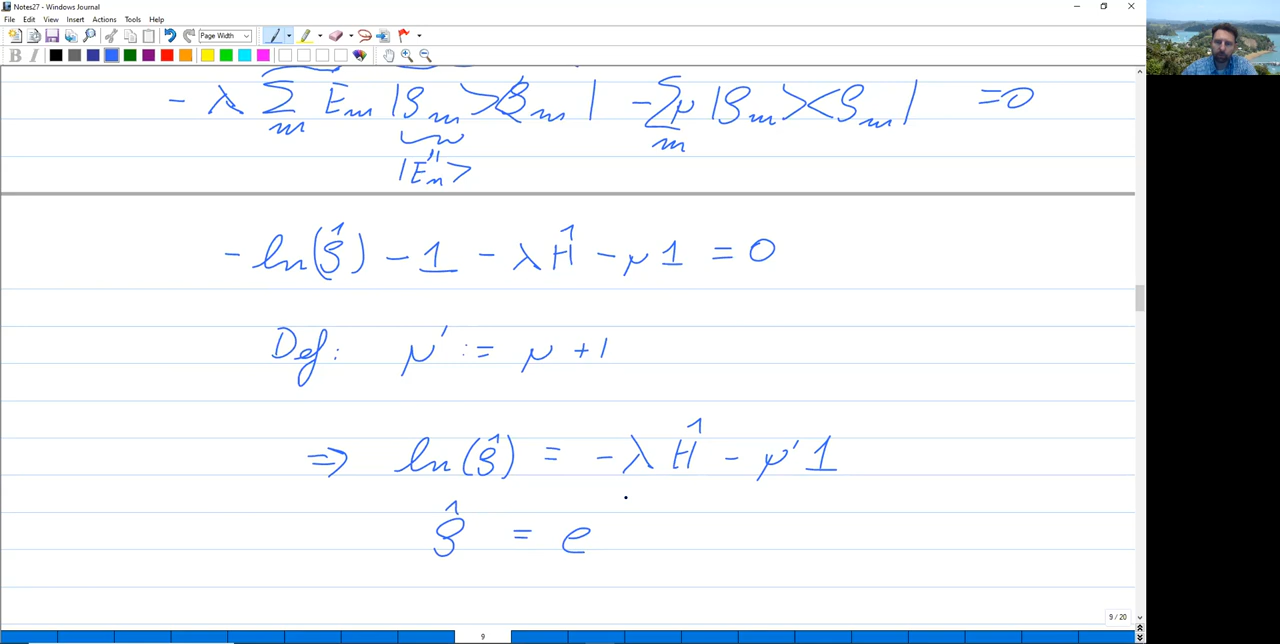 Notes27 - Windows Journal
File Edit View Insert Actions Tools Help
Page Width
B I
- λ Σ_m E_m |ρ_m><ρ_m| - Σ_m μ |ρ_m><ρ_m| = 0
|E_m>
- ln(ρ̂) - 1 - λ Ĥ - μ 1 = 0
Def: μ' := μ + 1
⇒ ln(ρ̂) = - λ Ĥ - μ' 1
ρ̂ = e
9 / 20
9